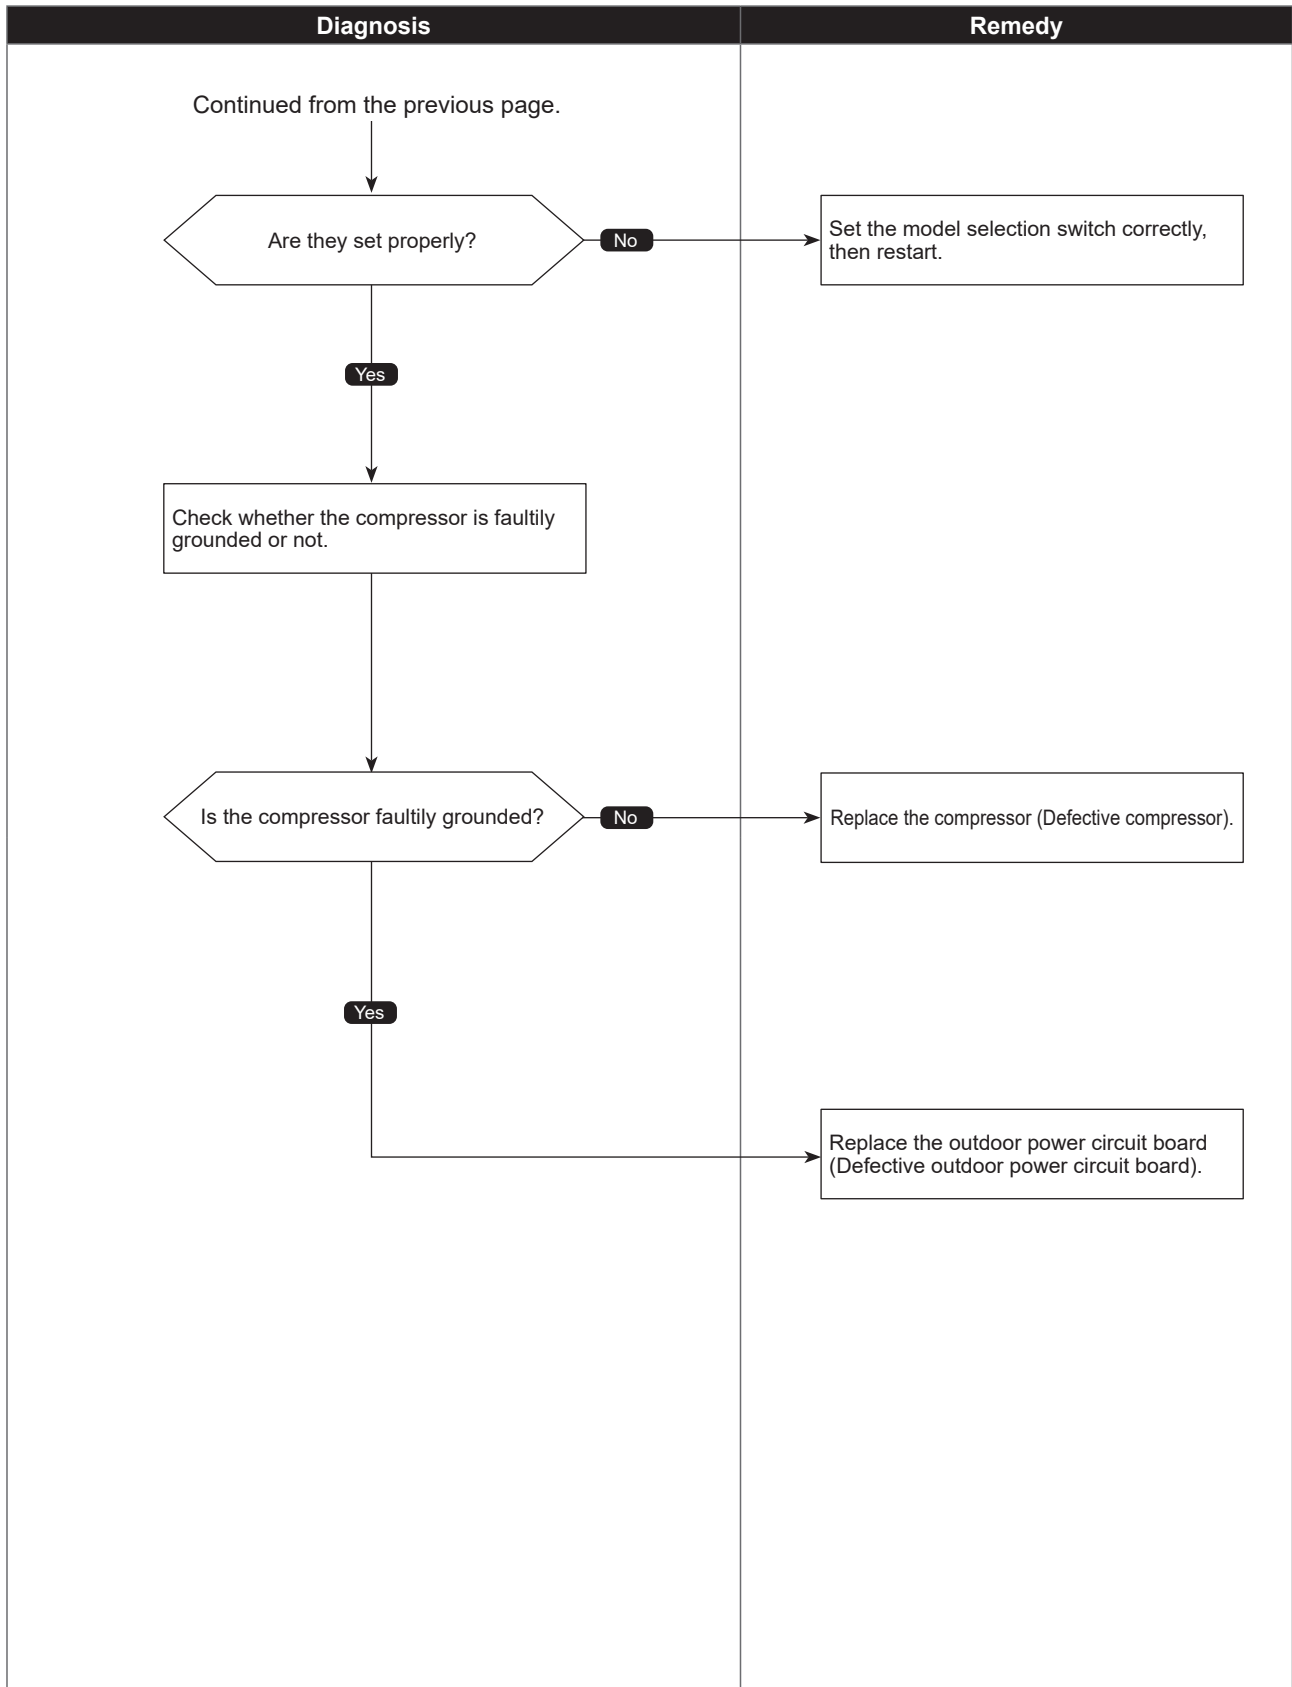 Diagnosis
Remedy
Continued from the previous page.
Are they set properly?
No
Set the model selection switch correctly,
then restart.
Yes
Check whether the compressor is faultily
grounded or not.
Is the compressor faultily grounded?
No
Replace the compressor (Defective compressor).
Yes
Replace the outdoor power circuit board
(Defective outdoor power circuit board).